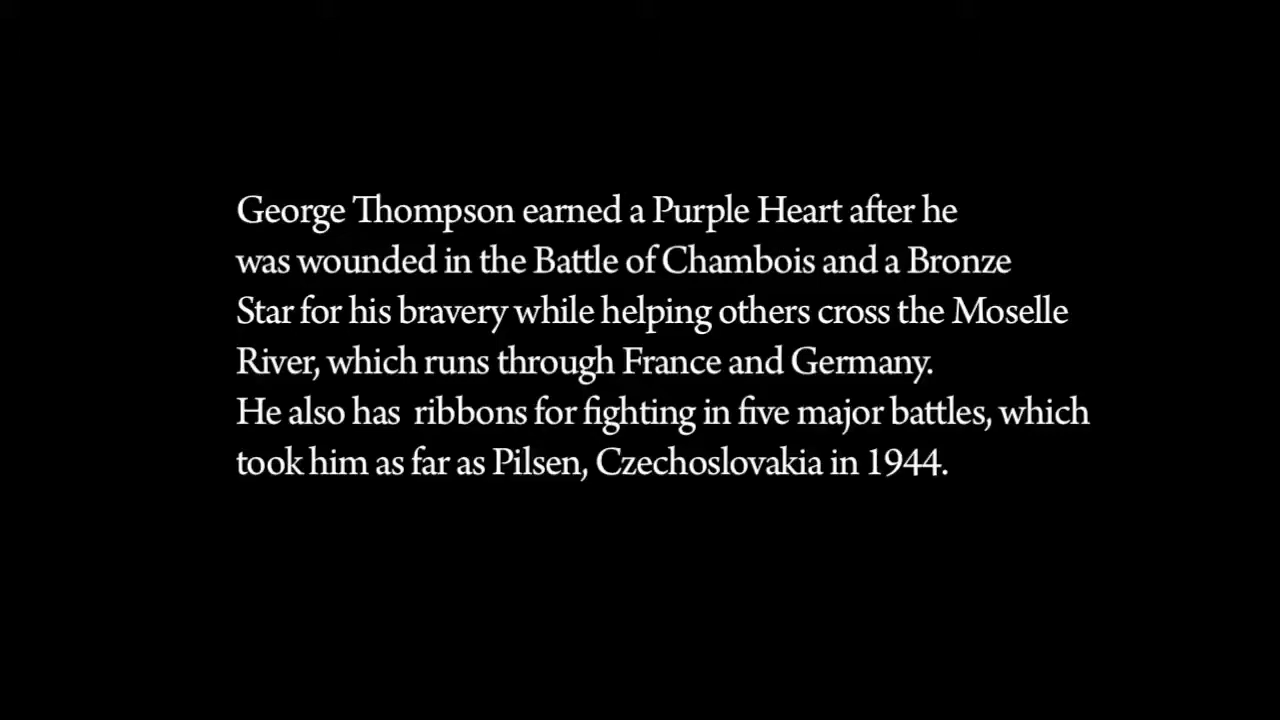 George Thompson earned a Purple Heart after he
was wounded in the Battle of Chambois and a Bronze
Star for his bravery while helping others cross the Moselle
River, which runs through France and Germany.
He also has  ribbons for fighting in five major battles, which
took him as far as Pilsen, Czechoslovakia in 1944.